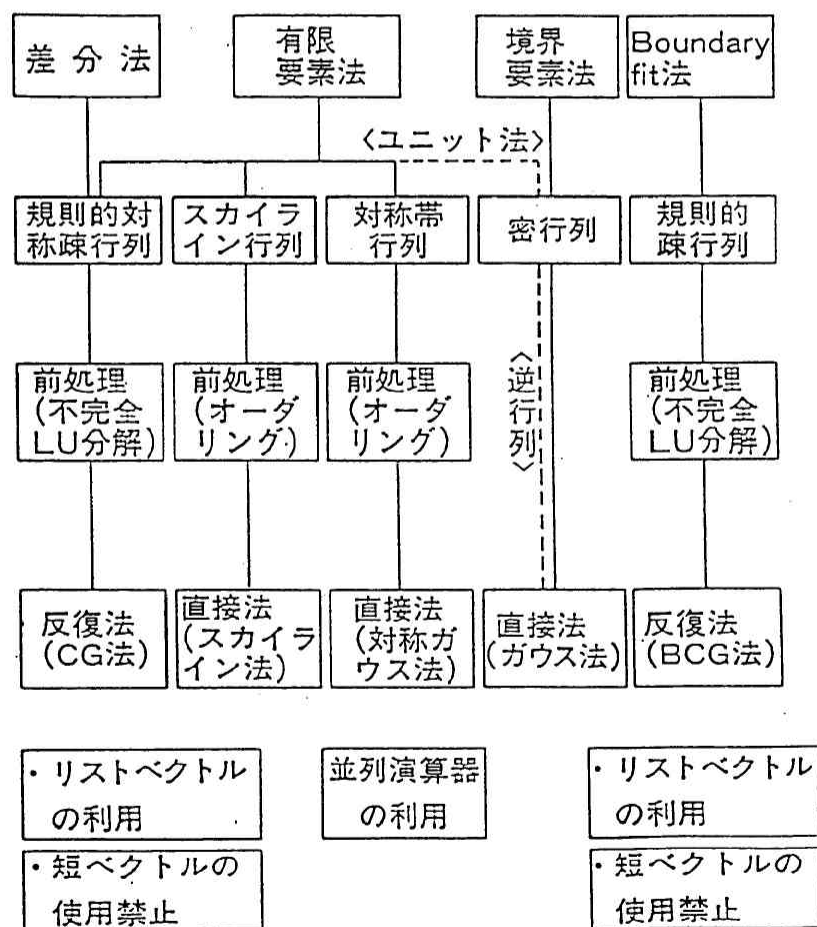 差分法
有限
要素法
境界
要素法
Boundary
fit法
〈ユニット法〉
規則的対
称疎行列
スカイラ
イン行列
対称帯
行列
密行列
規則的
疎行列
前処理
(不完全
LU分解)
前処理
(オーダ
リング)
前処理
(オーダ
リング)
〈逆行列〉
前処理
(不完全
LU分解)
反復法
(CG法)
直接法
(スカイラ
イン法)
直接法
(対称ガ
ウス法)
直接法
(ガウス法)
反復法
(BCG法)
・リストベクトル
の利用
並列演算器
の利用
・リストベクトル
の利用
・短ベクトルの
使用禁止
・短ベクトルの
使用禁止